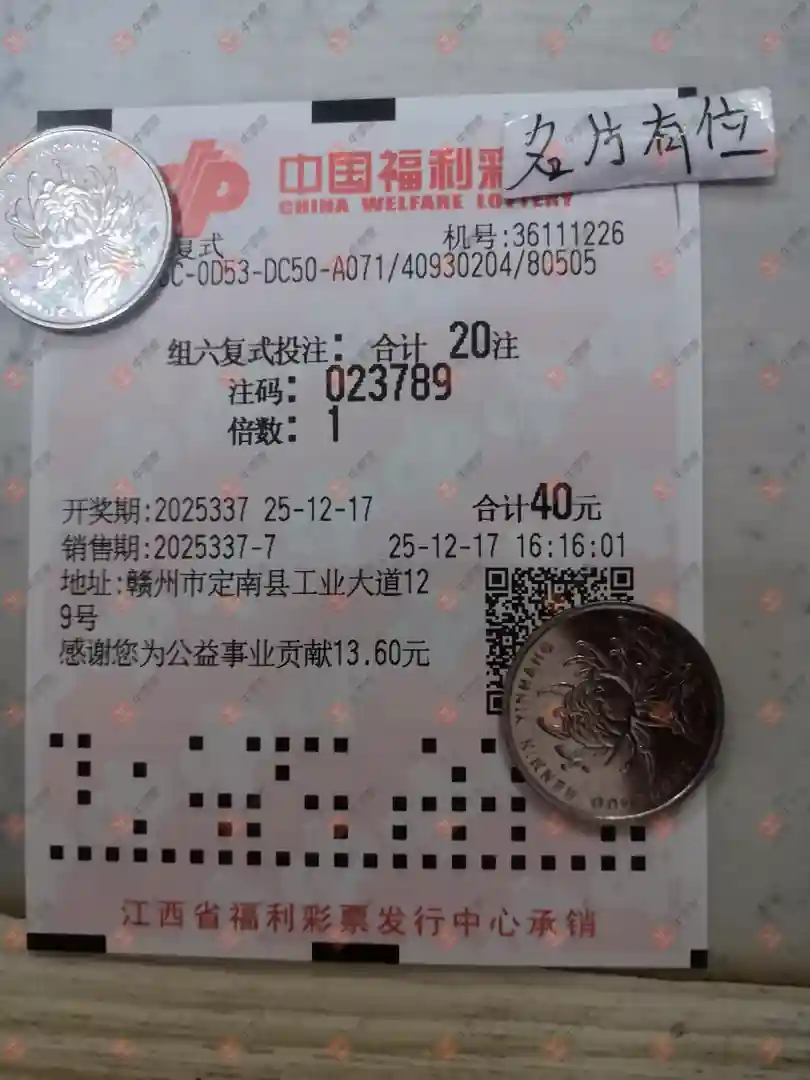 中国福利彩
名片有位
CHINA WELFARE LOTTERY
复式
机号:36111226
C-0D53-DC50-A071/40930204/80505
组六复式投注: 合计 20注
注码: 023789
倍数: 1
开奖期:2025337 25-12-17 合计40元
销售期:2025337-7 25-12-17 16:16:01
地址:赣州市定南县工业大道12
9号
感谢您为公益事业贡献13.60元
江西省福利彩票发行中心承销